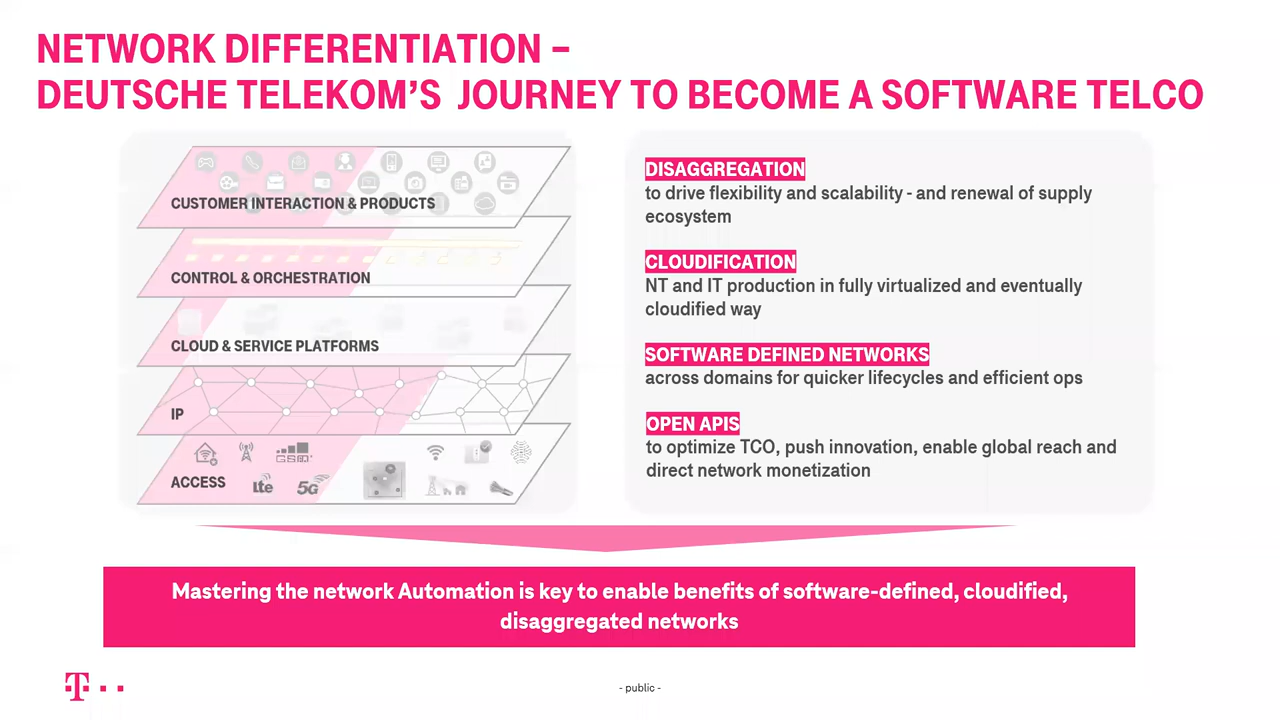 NETWORK DIFFERENTIATION –
DEUTSCHE TELEKOM’S JOURNEY TO BECOME A SOFTWARE TELCO
CUSTOMER INTERACTION & PRODUCTS
CONTROL & ORCHESTRATION
CLOUD & SERVICE PLATFORMS
IP
GSM
ACCESS
lte
5G
DISAGGREGATION
to drive flexibility and scalability - and renewal of supply
ecosystem
CLOUDIFICATION
NT and IT production in fully virtualized and eventually
cloudified way
SOFTWARE DEFINED NETWORKS
across domains for quicker lifecycles and efficient ops
OPEN APIS
to optimize TCO, push innovation, enable global reach and
direct network monetization
Mastering the network Automation is key to enable benefits of software-defined, cloudified,
disaggregated networks
T
- public -